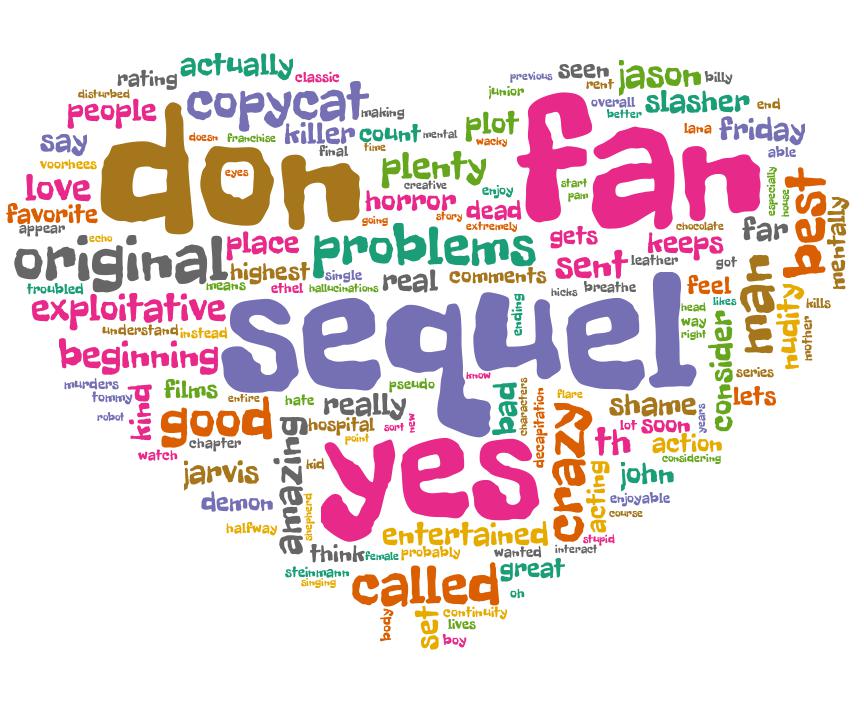 actually
classic
rating
disturbed
people
copycat
making
say
doesn
franchise
killer
count
mental
voorhees
final
time
love
don
eyes
favorite
appear
echo
previous
seen
rent
jason
billy
junior
overall
better
slasher
end
plot
wacky
lana
friday
able
plenty
creative
enjoy
horror
story
dead
going
extremely
fan
start
pam
especially
house
best
mentally
chocolate
far
original
place
problems
gets
keeps
highest
single
real
comments
sent
leather
got
troubled
means
ethel
hallucinations
hicks
breathe
feel
man
nudity
kills
mother
exploitative
understand
instead
sequel
ending
head
likes
way
right
consider
beginning
series
murders
tommy
films
entire
hate
really
pseudo
know
bad
characters
decapitation
flare
shame
years
lets
robot
kind
good
chapter
amazing
hospital
sort
new
point
crazy
lot
soon
th
action
considering
watch
jarvis
kid
yes
acting
john
demon
shepherd
enjoyable
course
halfway
entertained
stupid
think
female
probably
wanted
interact
steinmann
singing
called
great
oh
body
set
continuity
lives
boy